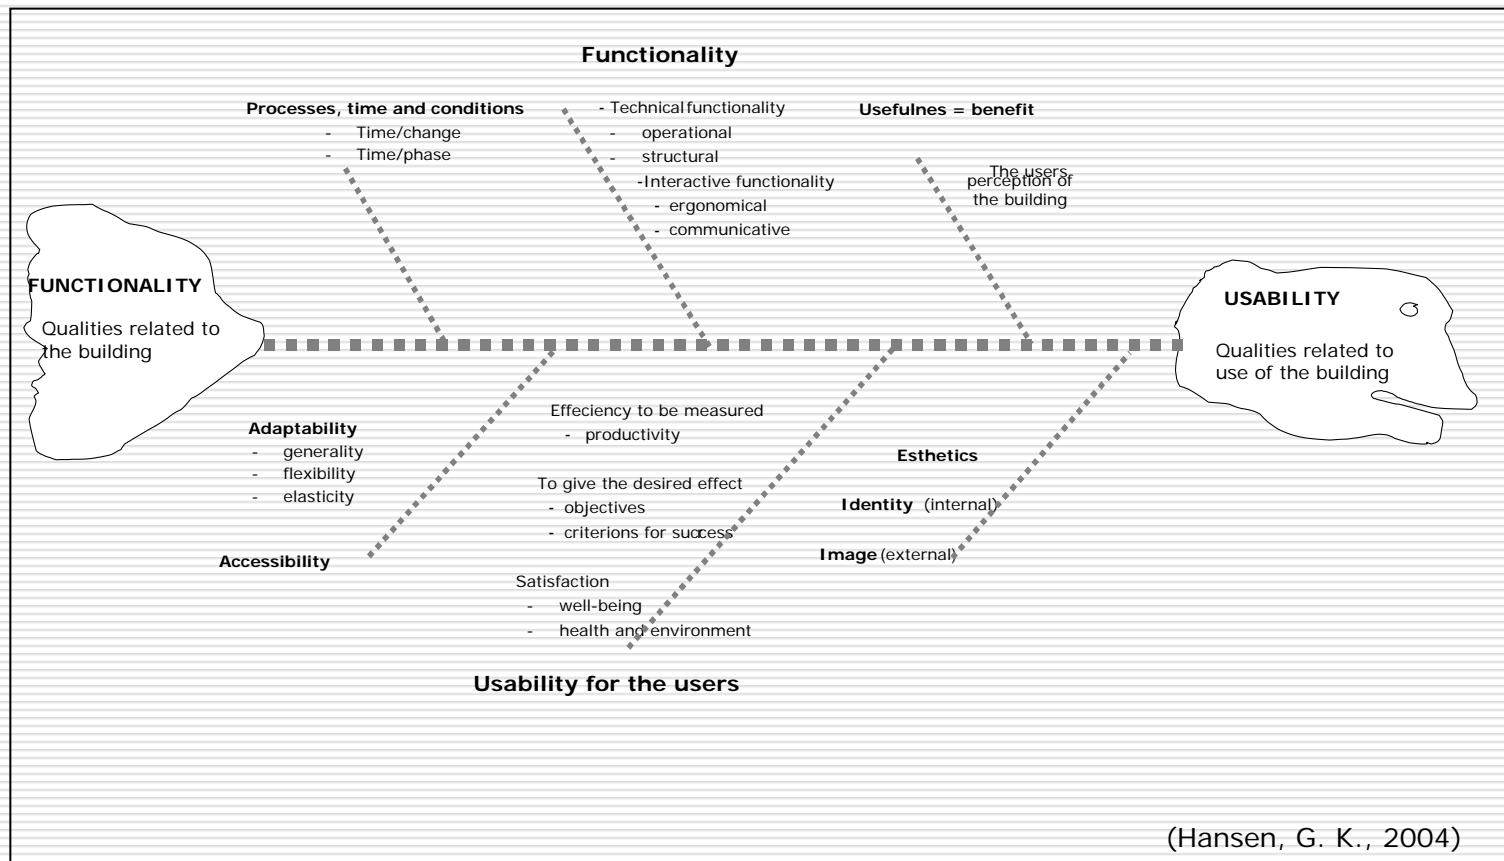 Functionality
Processes, time and conditions
- Time/change
- Time/phase
- Technical functionality
- operational
- structural
-Interactive functionality
- ergonomical
- communicative
Usefulnes = benefit
The users
perception of
the building
FUNCTIONALITY
Qualities related to
the building
USABILITY
Qualities related to
use of the building
Adaptability
- generality
- flexibility
- elasticity
Accessibility
Effeciency to be measured
- productivity
To give the desired effect
- objectives
- criterions for success
Satisfaction
- well-being
- health and environment
Usability for the users
Esthetics
Identity (internal)
Image (external)
(Hansen, G. K., 2004)